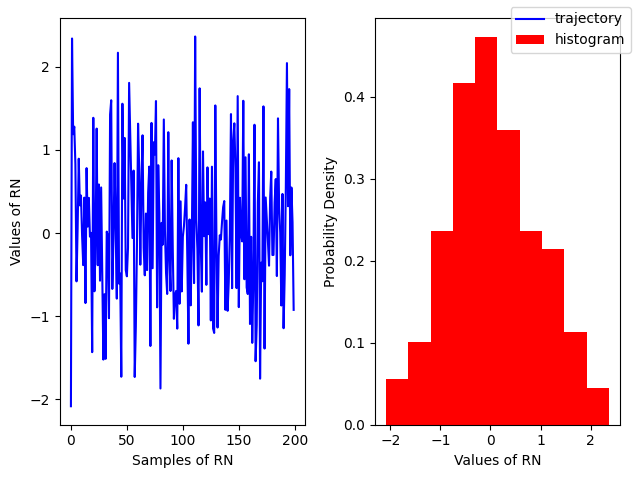 trajectory
histogram
Values of RN
2
1
0
−1
−2
0 50 100 150 200
Samples of RN
Probability Density
0.4
0.3
0.2
0.1
0.0
−2 −1 0 1 2
Values of RN